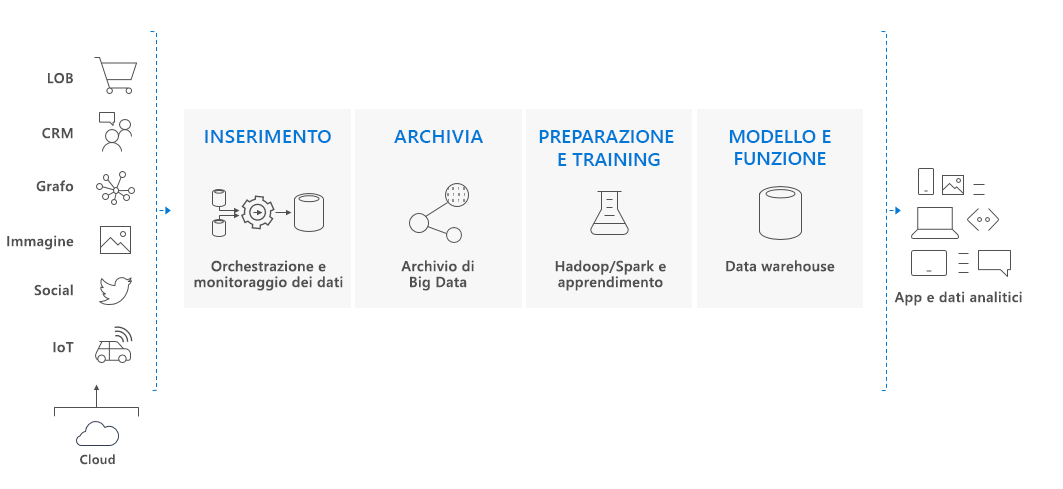 LOB
CRM
Grafo
Immagine
Social
IoT
Cloud
INSERIMENTO
Orchestrazione e
monitoraggio dei dati
ARCHIVIA
Archivio di
Big Data
PREPARAZIONE
E TRAINING
Hadoop/Spark e
apprendimento
MODELLO E
FUNZIONE
Data warehouse
App e dati analitici